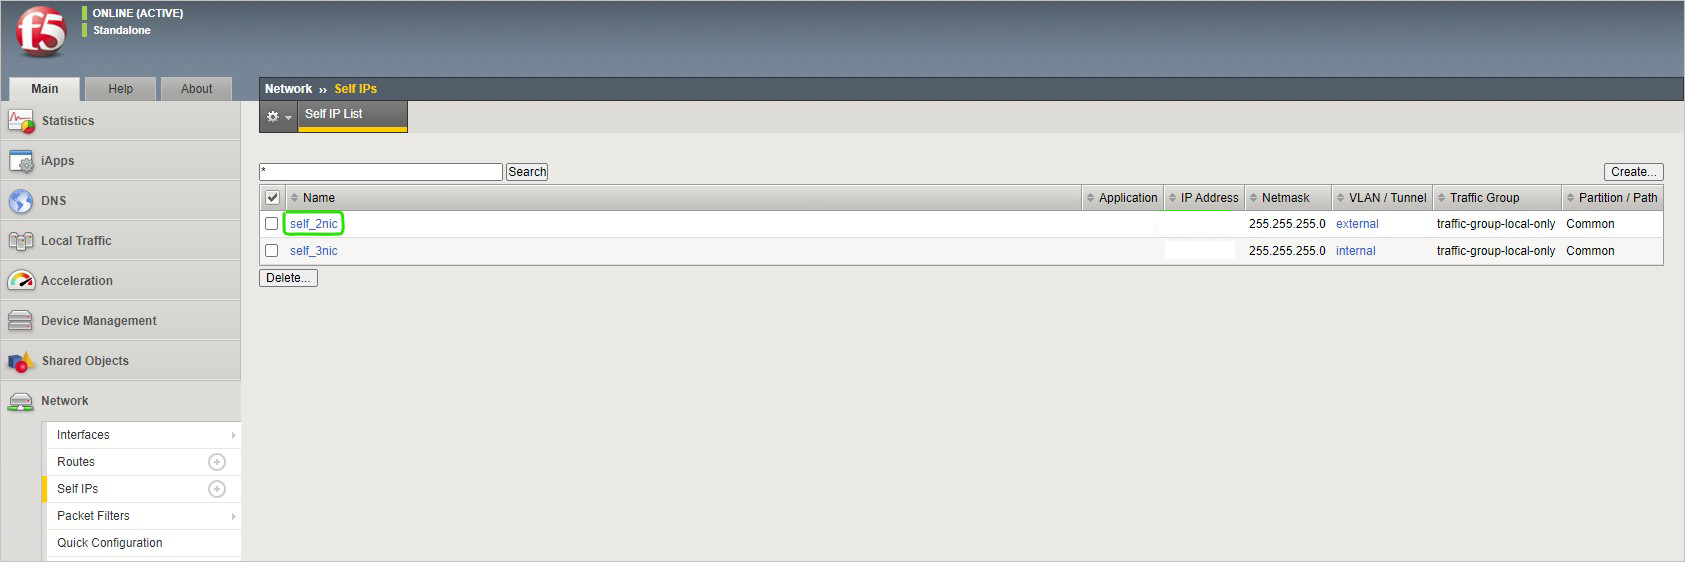 f5
ONLINE (ACTIVE)
Standalone
Main
Help
About
Network ›› Self IPs
Self IP List
Statistics
iApps
DNS
Local Traffic
Acceleration
Device Management
Shared Objects
Network
Interfaces
Routes
Self IPs
Packet Filters
Quick Configuration
* Search
Create...
Name Application IP Address Netmask VLAN / Tunnel Traffic Group Partition / Path
self_2nic 255.255.255.0 external traffic-group-local-only Common
self_3nic 255.255.255.0 internal traffic-group-local-only Common
Delete...